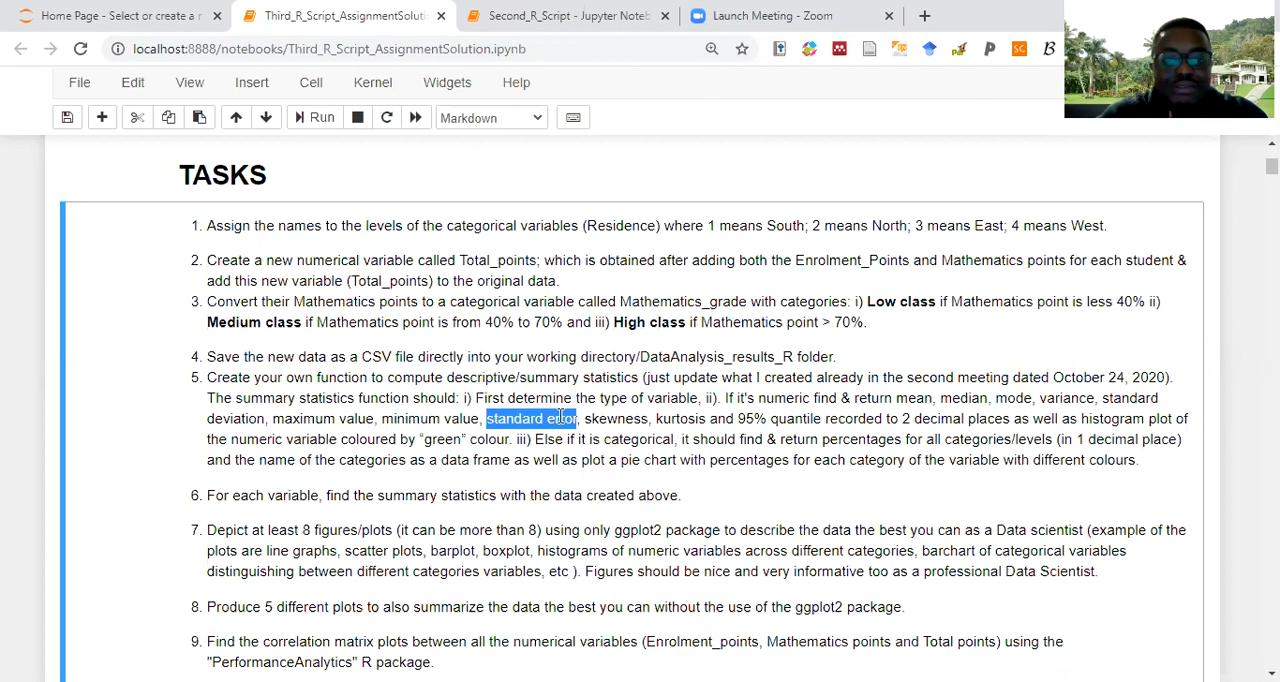 Home Page - Select or create a r
Third_R_Script_AssignmentSolutio
Second_R_Script - Jupyter Noteb
Launch Meeting - Zoom
localhost:8888/notebooks/Third_R_Script_AssignmentSolution.ipynb
File Edit View Insert Cell Kernel Widgets Help
Run Markdown
TASKS
1. Assign the names to the levels of the categorical variables (Residence) where 1 means South; 2 means North; 3 means East; 4 means West.
2. Create a new numerical variable called Total_points; which is obtained after adding both the Enrolment_Points and Mathematics points for each student &
add this new variable (Total_points) to the original data.
3. Convert their Mathematics points to a categorical variable called Mathematics_grade with categories: i) Low class if Mathematics point is less 40% ii)
Medium class if Mathematics point is from 40% to 70% and iii) High class if Mathematics point > 70%.
4. Save the new data as a CSV file directly into your working directory/DataAnalysis_results_R folder.
5. Create your own function to compute descriptive/summary statistics (just update what I created already in the second meeting dated October 24, 2020).
The summary statistics function should: i) First determine the type of variable, ii). If it's numeric find & return mean, median, mode, variance, standard
deviation, maximum value, minimum value, standard error, skewness, kurtosis and 95% quantile recorded to 2 decimal places as well as histogram plot of
the numeric variable coloured by “green” colour. iii) Else if it is categorical, it should find & return percentages for all categories/levels (in 1 decimal place)
and the name of the categories as a data frame as well as plot a pie chart with percentages for each category of the variable with different colours.
6. For each variable, find the summary statistics with the data created above.
7. Depict at least 8 figures/plots (it can be more than 8) using only ggplot2 package to describe the data the best you can as a Data scientist (example of the
plots are line graphs, scatter plots, barplot, boxplot, histograms of numeric variables across different categories, barchart of categorical variables
distinguishing between different categories variables, etc ). Figures should be nice and very informative too as a professional Data Scientist.
8. Produce 5 different plots to also summarize the data the best you can without the use of the ggplot2 package.
9. Find the correlation matrix plots between all the numerical variables (Enrolment_points, Mathematics points and Total points) using the
"PerformanceAnalytics" R package.